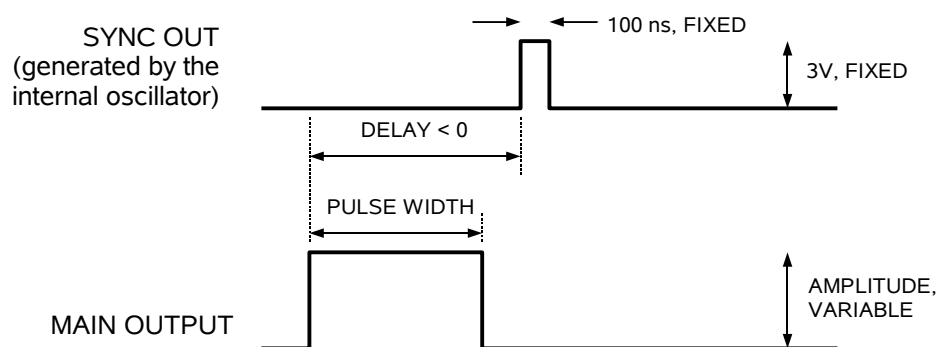 SYNC OUT
(generated by the
internal oscillator)
100 ns, FIXED
3V, FIXED
DELAY < 0
PULSE WIDTH
MAIN OUTPUT
AMPLITUDE,
VARIABLE